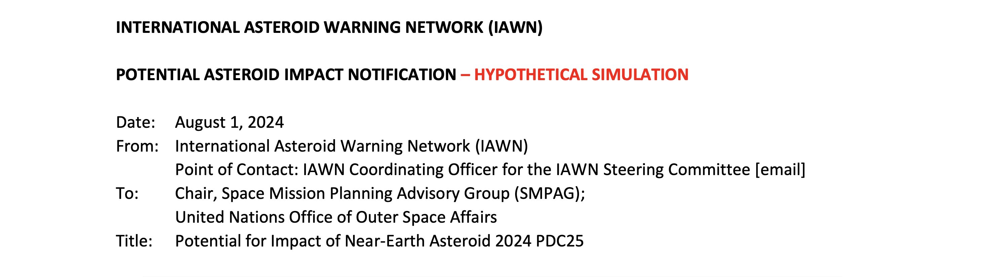 INTERNATIONAL ASTEROID WARNING NETWORK (IAWN)
POTENTIAL ASTEROID IMPACT NOTIFICATION – HYPOTHETICAL SIMULATION
Date: August 1, 2024
From: International Asteroid Warning Network (IAWN)
Point of Contact: IAWN Coordinating Officer for the IAWN Steering Committee [email]
To: Chair, Space Mission Planning Advisory Group (SMPAG);
United Nations Office of Outer Space Affairs
Title: Potential for Impact of Near-Earth Asteroid 2024 PDC25